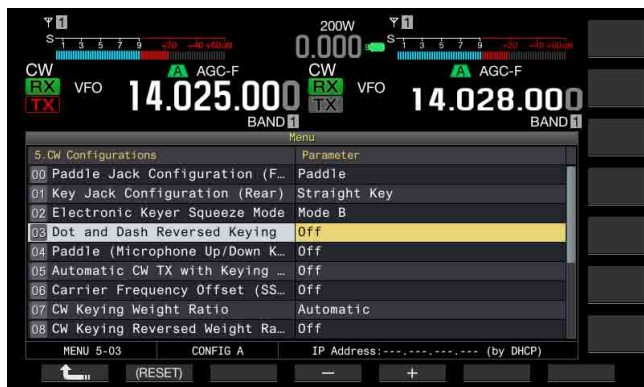 1 200W 1
S 1 3 5 7 9 +20 +40 +60dB 0.000 S 1 3 5 7 9 +20 +40 +60dB
CW A AGC-F CW A AGC-F
RX VFO 14.025.000 RX VFO 14.028.000
TX BAND 1 TX BAND 1
Menu
5.CW Configurations Parameter
00 Paddle Jack Configuration (F… Paddle
01 Key Jack Configuration (Rear) Straight Key
02 Electronic Keyer Squeeze Mode Mode B
03 Dot and Dash Reversed Keying Off
04 Paddle (Microphone Up/Down K… Off
05 Automatic CW TX with Keying … Off
06 Carrier Frequency Offset (SS… Off
07 CW Keying Weight Ratio Automatic
08 CW Keying Reversed Weight Ra… Off
MENU 5-03 CONFIG A IP Address:---.---.---.--- (by DHCP)
(RESET) − +